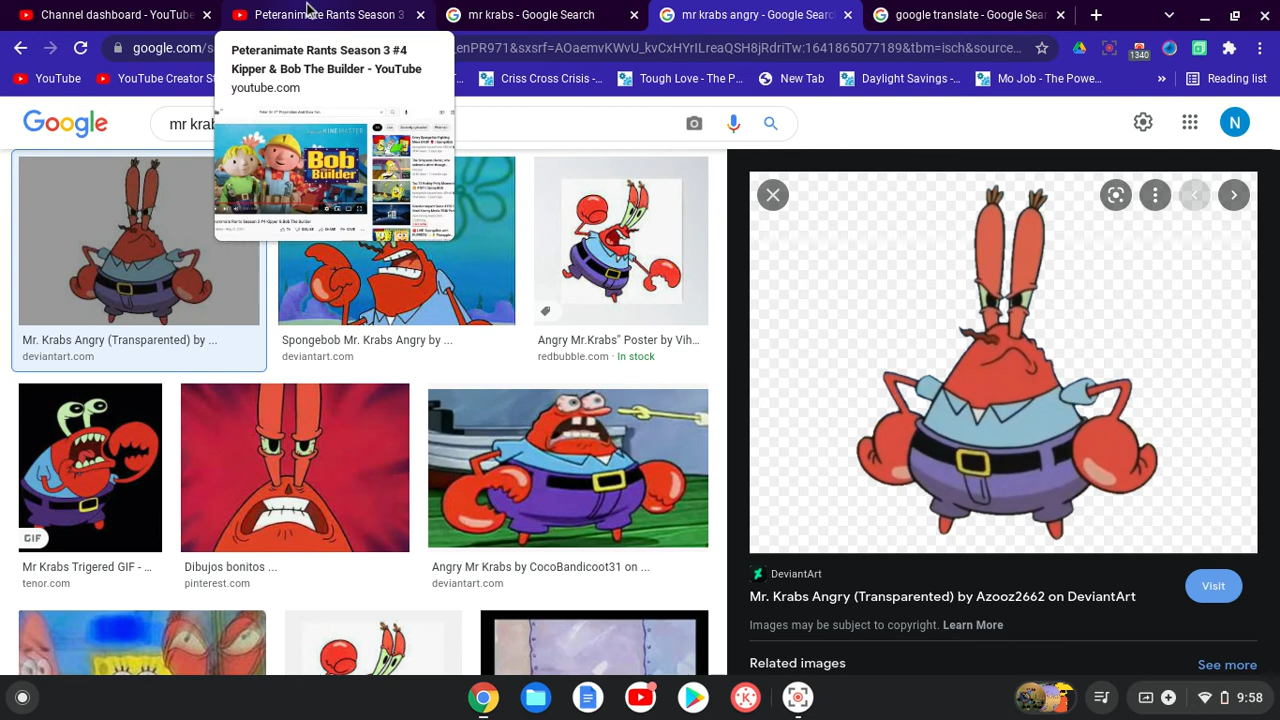 Dashboard - YouTube
Peteranimate Rants Season 3
mr krabs - Google Search
mr krabs angry - Google Searc
google translate - Google Sea
google.com/s
enPR971&sxsrf=AOaemvKWvU_kvCxHYrILreaQSH8jRdriTw:1641865077189&tbm=isch&source...
1340
YouTube
YouTube Creator St
Criss Cross Crisis -...
Tough Love - The P...
New Tab
Daylight Savings -...
Mo Job - The Powe...
Reading list
Peteranimate Rants Season 3 #4
Kipper & Bob The Builder - YouTube
youtube.com
KINEMASTER
Bob
the
Builder
Google
mr krab
N
Mr. Krabs Angry (Transparented) by ...
deviantart.com
Spongebob Mr. Krabs Angry by ...
deviantart.com
Angry Mr.Krabs" Poster by Vih...
redbubble.com · In stock
GIF
Mr Krabs Trigered GIF - ...
tenor.com
Dibujos bonitos ...
pinterest.com
Angry Mr Krabs by CocoBandicoot31 on ...
deviantart.com
DeviantArt
Mr. Krabs Angry (Transparented) by Azooz2662 on DeviantArt
Visit
Images may be subject to copyright. Learn More
Related images
See more
K
9:58